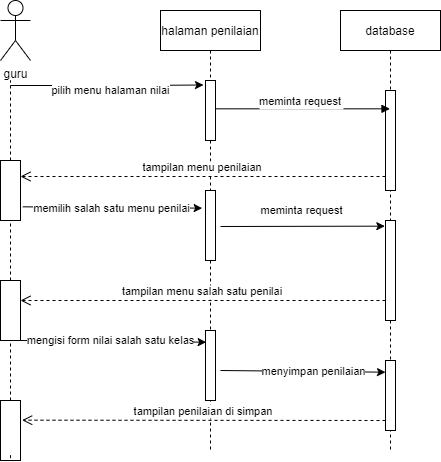 halaman penilaian
database
guru
pilih menu halaman nilai
meminta request
tampilan menu penilaian
memilih salah satu menu penilai
meminta request
tampilan menu salah satu penilai
mengisi form nilai salah satu kelas
menyimpan penilaian
tampilan penilaian di simpan